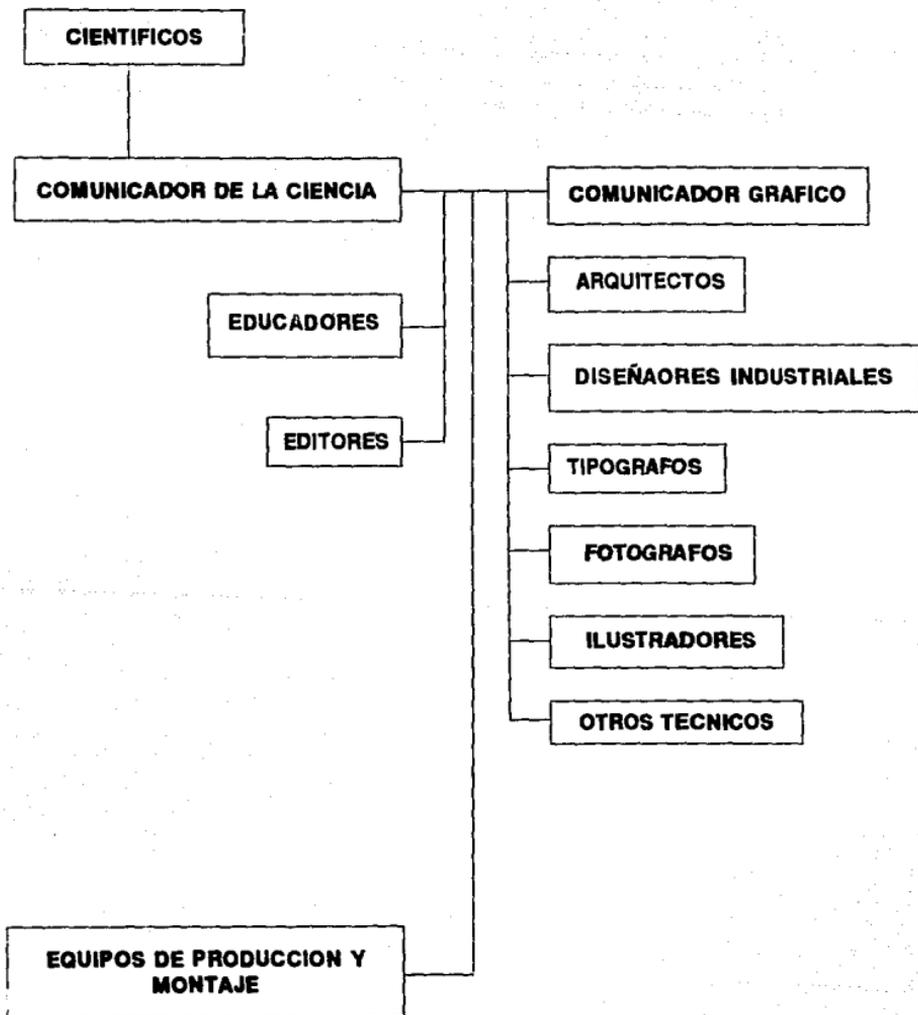 CIENTIFICOS
COMUNICADOR DE LA CIENCIA
COMUNICADOR GRAFICO
ARQUITECTOS
EDUCADORES
DISEÑAORES INDUSTRIALES
EDITORES
TIPOGRAFOS
FOTOGRAFOS
ILUSTRADORES
OTROS TECNICOS
EQUIPOS DE PRODUCCION Y
MONTAJE